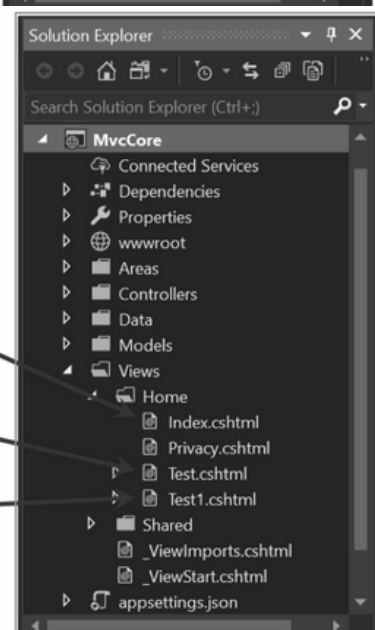 Solution Explorer
Search Solution Explorer (Ctrl+;)
MvcCore
Connected Services
Dependencies
Properties
wwwroot
Areas
Controllers
Data
Models
Views
Home
Index.cshtml
Privacy.cshtml
Test.cshtml
Test1.cshtml
Shared
_ViewImports.cshtml
_ViewStart.cshtml
appsettings.json